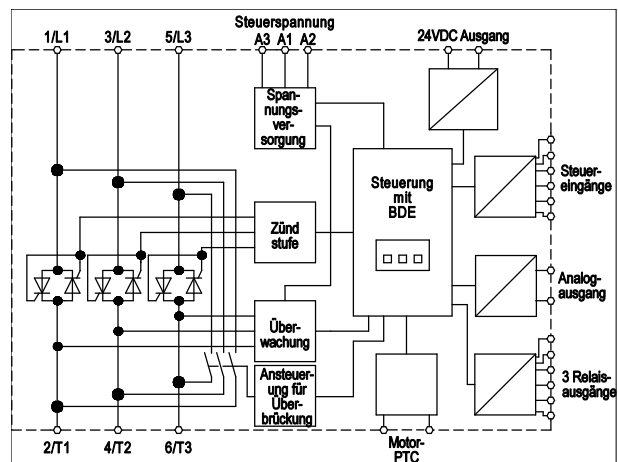 Steuerspannung
1/L1 3/L2 5/L3 A3 A1 A2 24VDC Ausgang
Span-
nungs-
ver-
sorgung
Steuerung
mit
BDE
Steuer-
eingänge
Zünd
stufe
Analog-
ausgang
Über-
wachung
Ansteuer-
ung für
Über-
brückung
3 Relais-
ausgänge
2/T1 4/T2 6/T3
Motor-
PTC